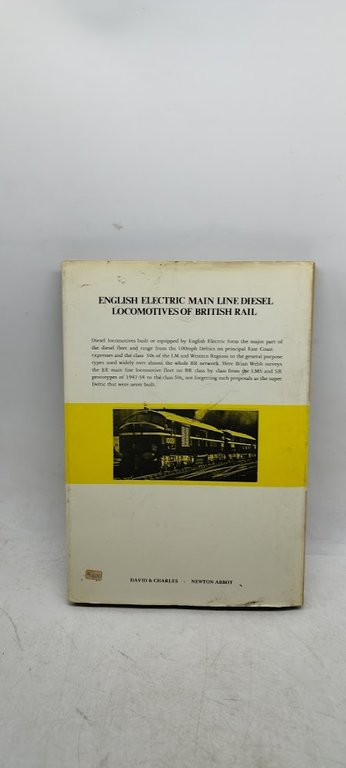 ENGLISH ELECTRIC MAIN LINE DIESEL
LOCOMOTIVES OF BRITISH RAIL
Diesel locomotives built or equipped by English Electric form the major part of
the diesel fleet and range from the 100mph Deltics on principal East Coast
expresses and the class 50s of the LM and Western Regions to the general purpose
types used widely over almost the whole BR network. Here Brian Webb surveys
the EE main line locomotive fleet on BR class by class from the LMS and SR
prototypes of 1947-54 to the class 50s, not forgetting such proposals as the super
Deltic that were never built.
DAVID & CHARLES : NEWTON ABBOT